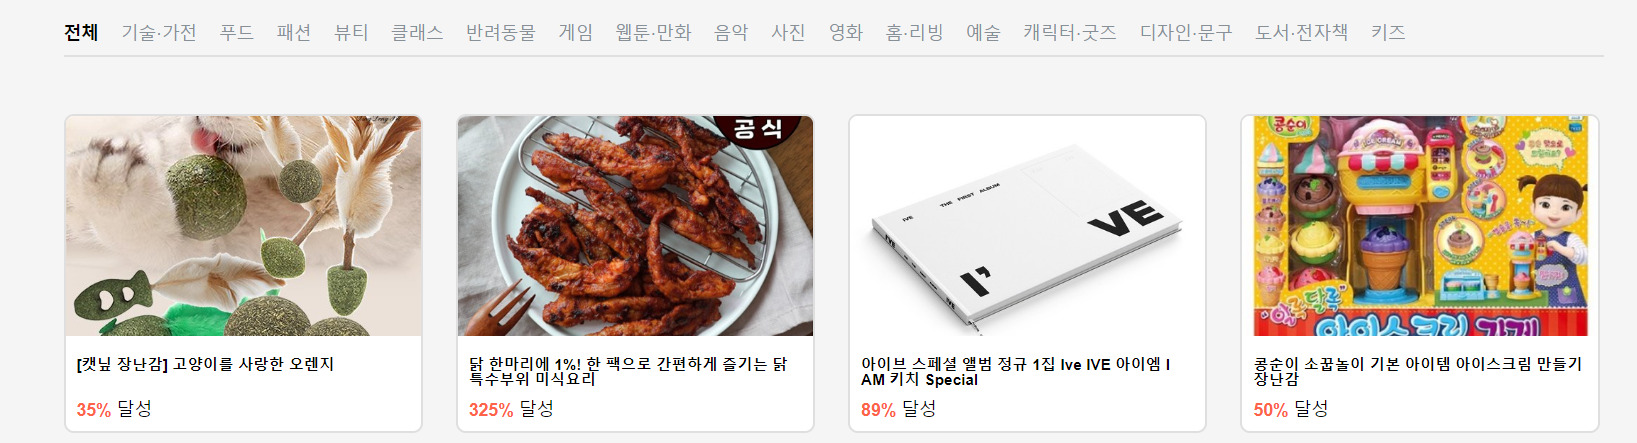 전체 기술·가전 푸드 패션 뷰티 클래스 반려동물 게임 웹툰·만화 음악 사진 영화 홈·리빙 예술 캐릭터·굿즈 디자인·문구 도서·전자책 키즈
공식
IVE THE FIRST ALBUM
VE
I'
IVE
IVE
콩순이
ICE CREAM
아이스크림 가게
[캣닢 장난감] 고양이를 사랑한 오렌지
35% 달성
닭 한마리에 1%! 한 팩으로 간편하게 즐기는 닭
특수부위 미식요리
325% 달성
아이브 스페셜 앨범 정규 1집 Ive IVE 아이엠 I
AM 키치 Special
89% 달성
콩순이 소꿉놀이 기본 아이템 아이스크림 만들기
장난감
50% 달성